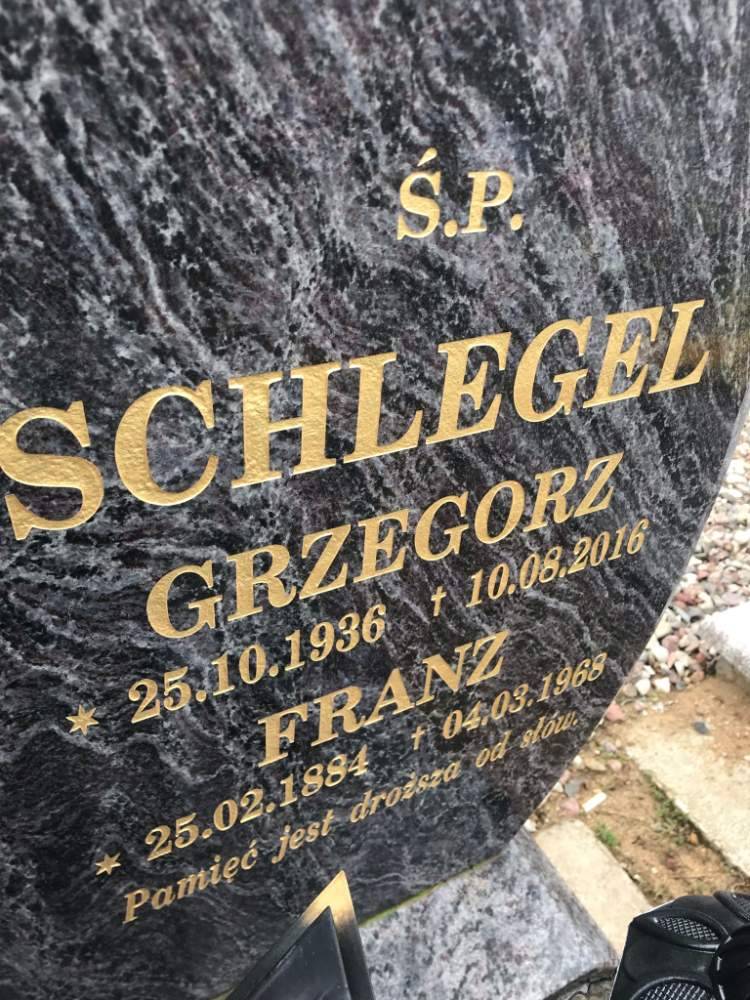 Ś.P.
SCHLEGEL
GRZEGORZ
* 25.10.1936 † 10.08.2016
FRANZ
* 25.02.1884 † 04.03.1968
Pamięć jest droższa od słów.